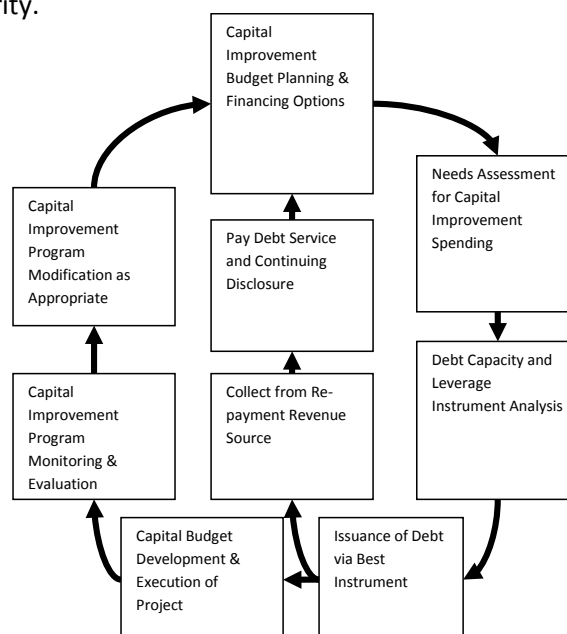 rity.
Capital
Improvement
Budget Planning &
Financing Options
Needs Assessment
for Capital
Improvement
Spending
Capital
Improvement
Program
Modification as
Appropriate
Pay Debt Service
and Continuing
Disclosure
Debt Capacity and
Leverage
Instrument Analysis
Capital
Improvement
Program
Monitoring &
Evaluation
Collect from Re-
payment Revenue
Source
Capital Budget
Development &
Execution of
Project
Issuance of Debt
via Best
Instrument